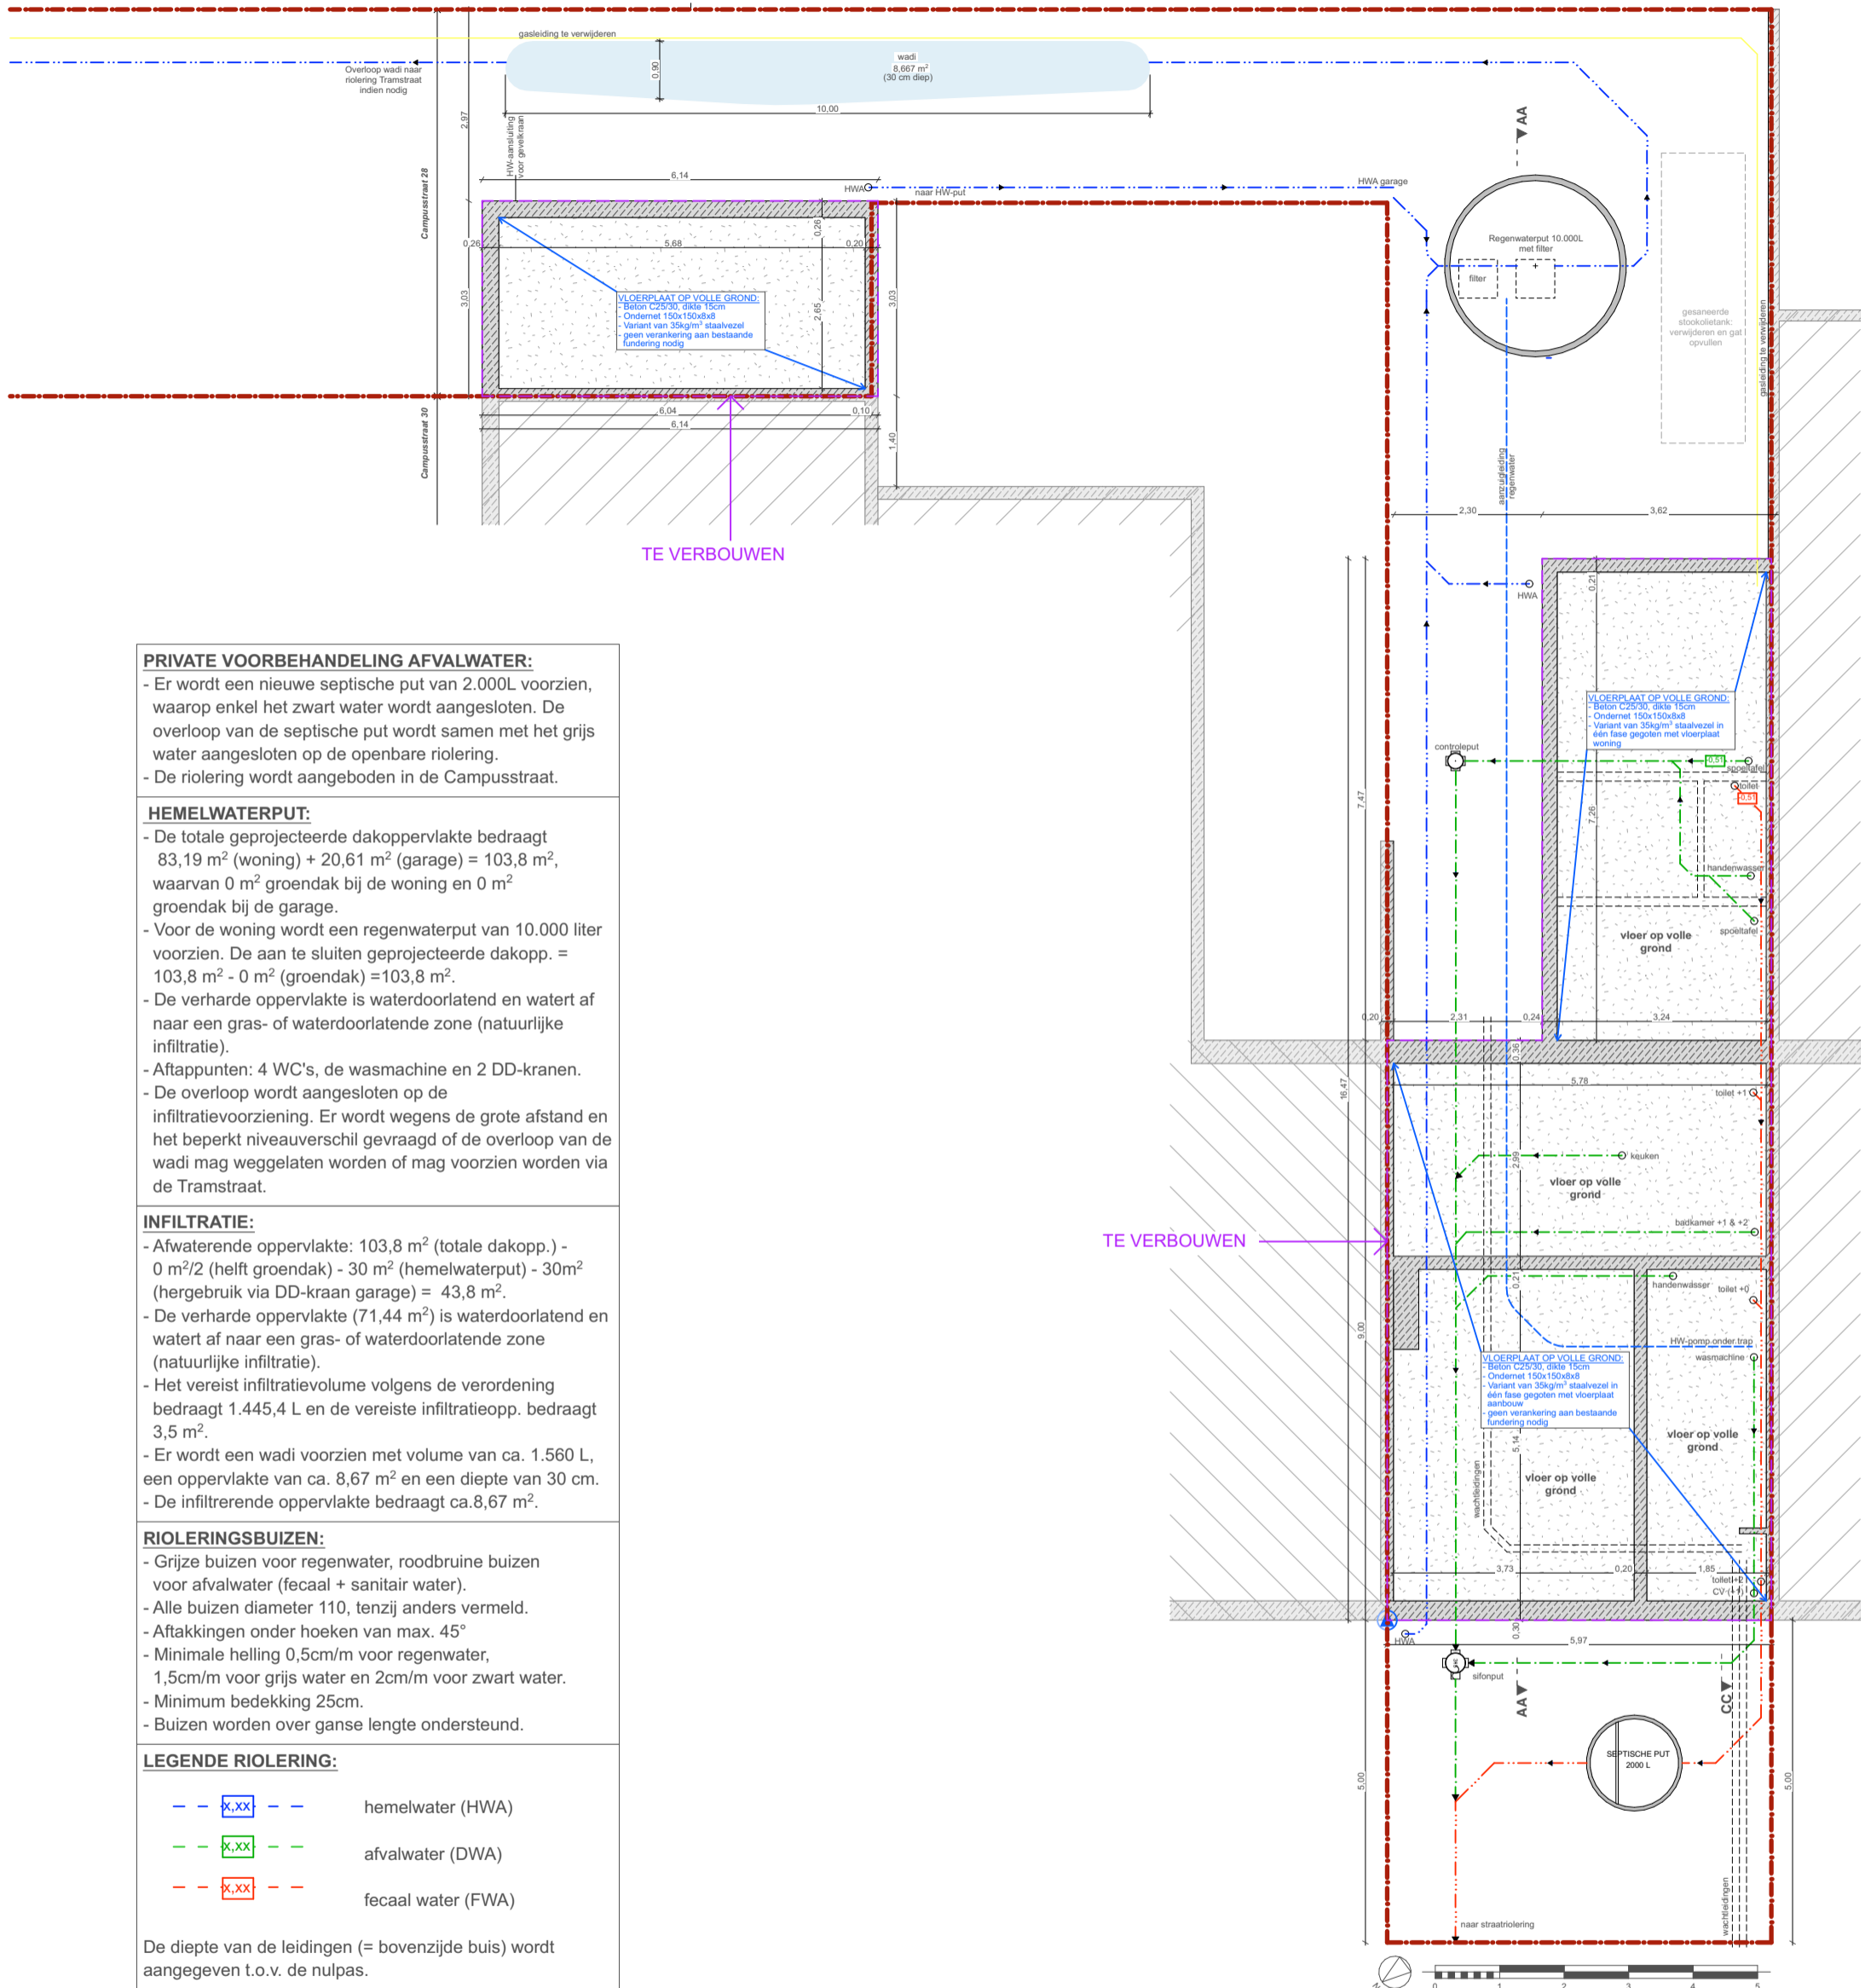 gasleiding te verwijderen
Overloop wadi naar
riolering Tramstraat
indien nodig
wadi
8,667 m²
(30 cm diep)
0,90
10,00
2,97
HW-aansluiting
voor gevelkraan
Campusstraat 28
6,14
HWA
naar HW-put
HWA garage
AA
Regenwaterput 10.000L
met filter
filter
gesaneerde
stookolietank:
verwijderen en gat
opvullen
gasleiding te verwijderen
0,26
5,68
0,20
0,26
3,03
2,65
3,03
VLOERPLAAT OP VOLLE GROND:
- Beton C25/30, dikte 15cm
- Ondernet 150x150x8x8
- Variant van 35kg/m³ staalvezel
- geen verankering aan bestaande
fundering nodig
6,04
0,10
6,14
1,40
Campusstraat 30
TE VERBOUWEN
aanzuigleiding
regenwater
2,30
3,62
HWA
0,21
PRIVATE VOORBEHANDELING AFVALWATER:
- Er wordt een nieuwe septische put van 2.000L voorzien,
waarop enkel het zwart water wordt aangesloten. De
overloop van de septische put wordt samen met het grijs
water aangesloten op de openbare riolering.
- De riolering wordt aangeboden in de Campusstraat.
HEMELWATERPUT:
- De totale geprojecteerde dakoppervlakte bedraagt
83,19 m² (woning) + 20,61 m² (garage) = 103,8 m²,
waarvan 0 m² groendak bij de woning en 0 m²
groendak bij de garage.
- Voor de woning wordt een regenwaterput van 10.000 liter
voorzien. De aan te sluiten geprojecteerde dakopp. =
103,8 m² - 0 m² (groendak) =103,8 m².
- De verharde oppervlakte is waterdoorlatend en watert af
naar een gras- of waterdoorlatende zone (natuurlijke
infiltratie).
- Aftappunten: 4 WC's, de wasmachine en 2 DD-kranen.
- De overloop wordt aangesloten op de
infiltratievoorziening. Er wordt wegens de grote afstand en
het beperkt niveauverschil gevraagd of de overloop van de
wadi mag weggelaten worden of mag voorzien worden via
de Tramstraat.
INFILTRATIE:
- Afwaterende oppervlakte: 103,8 m² (totale dakopp.) -
0 m²/2 (helft groendak) - 30 m² (hemelwaterput) - 30m²
(hergebruik via DD-kraan garage) = 43,8 m².
- De verharde oppervlakte (71,44 m²) is waterdoorlatend en
watert af naar een gras- of waterdoorlatende zone
(natuurlijke infiltratie).
- Het vereist infiltratievolume volgens de verordening
bedraagt 1.445,4 L en de vereiste infiltratieopp. bedraagt
3,5 m².
- Er wordt een wadi voorzien met volume van ca. 1.560 L,
een oppervlakte van ca. 8,67 m² en een diepte van 30 cm.
- De infiltrerende oppervlakte bedraagt ca.8,67 m².
RIOLERINGSBUIZEN:
- Grijze buizen voor regenwater, roodbruine buizen
voor afvalwater (fecaal + sanitair water).
- Alle buizen diameter 110, tenzij anders vermeld.
- Aftakkingen onder hoeken van max. 45°
- Minimale helling 0,5cm/m voor regenwater,
1,5cm/m voor grijs water en 2cm/m voor zwart water.
- Minimum bedekking 25cm.
- Buizen worden over ganse lengte ondersteund.
LEGENDE RIOLERING:
x,xx hemelwater (HWA)
x,xx afvalwater (DWA)
x,xx fecaal water (FWA)
De diepte van de leidingen (= bovenzijde buis) wordt
aangegeven t.o.v. de nulpas.
VLOERPLAAT OP VOLLE GROND:
- Beton C25/30, dikte 15cm
- Ondernet 150x150x8x8
- Variant van 35kg/m³ staalvezel in
één fase gegoten met vloerplaat
woning
controleput
-0,51
spoeltafel
toilet
-0,51
7,47
7,26
handenwasser
spoeltafel
vloer op volle
grond
0,20
2,31
0,24
3,24
0,36
5,78
toilet +1
16,47
2,99
keuken
vloer op volle
grond
badkamer +1 & +2
TE VERBOUWEN
0,21
handenwasser
toilet +0
9,00
HW-pomp onder trap
wasmachine
VLOERPLAAT OP VOLLE GROND:
- Beton C25/30, dikte 15cm
- Ondernet 150x150x8x8
- Variant van 35kg/m³ staalvezel in
één fase gegoten met vloerplaat
aanbouw
- geen verankering aan bestaande
fundering nodig
5,14
vloer op volle
grond
vloer op volle
grond
wachtleidingen
3,73
0,20
1,85
toilet +2
CV (+1)
0,30
HWA
5,97
sifonput
AA
CC
SEPTISCHE PUT
2000 L
5,00
5,00
naar straatriolering
wachtleidingen
0 1 2 3 4 5